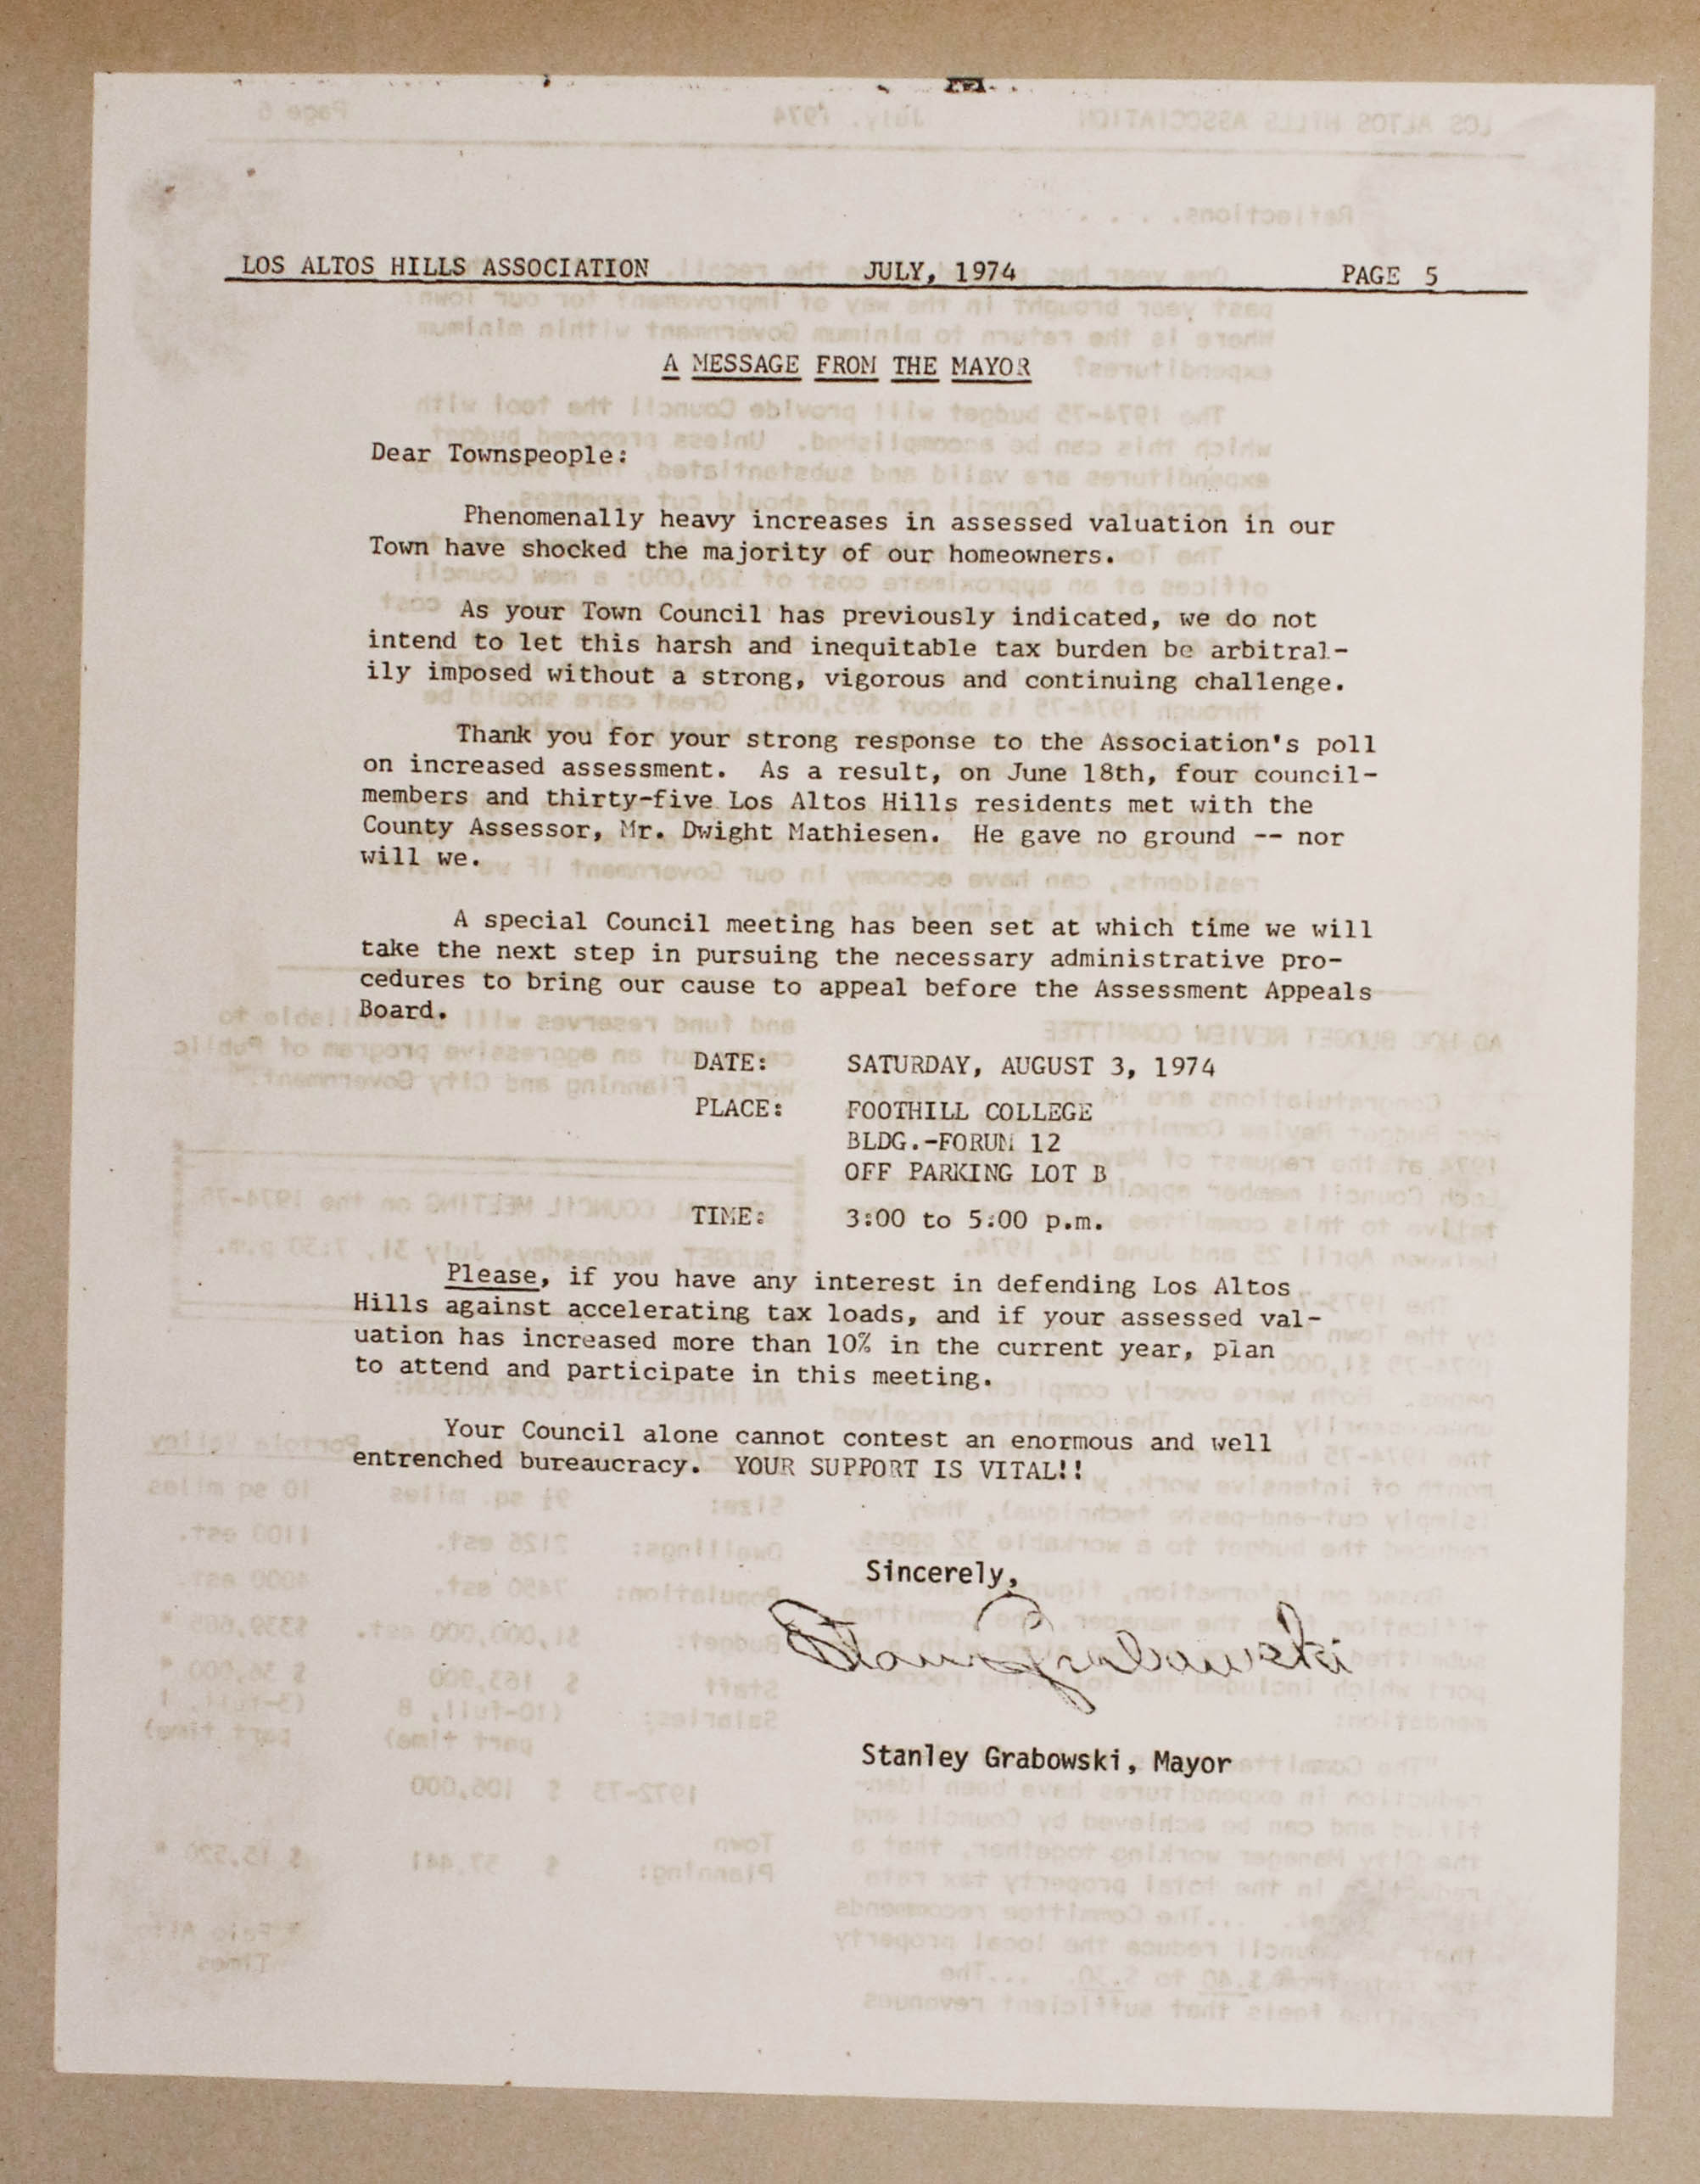 LOS ALTOS HILLS ASSOCIATION JULY, 1974 PAGE 5
A MESSAGE FROM THE MAYOR
Dear Townspeople:
Phenomenally heavy increases in assessed valuation in our
Town have shocked the majority of our homeowners.
As your Town Council has previously indicated, we do not
intend to let this harsh and inequitable tax burden be arbitral-
ily imposed without a strong, vigorous and continuing challenge.
Thank you for your strong response to the Association's poll
on increased assessment. As a result, on June 18th, four council-
members and thirty-five Los Altos Hills residents met with the
County Assessor, Mr. Dwight Mathiesen. He gave no ground -- nor
will we.
A special Council meeting has been set at which time we will
take the next step in pursuing the necessary administrative pro-
cedures to bring our cause to appeal before the Assessment Appeals
Board.
DATE: SATURDAY, AUGUST 3, 1974
PLACE: FOOTHILL COLLEGE
BLDG.-FORUM 12
OFF PARKING LOT B
TIME: 3:00 to 5:00 p.m.
Please, if you have any interest in defending Los Altos
Hills against accelerating tax loads, and if your assessed val-
uation has increased more than 10% in the current year, plan
to attend and participate in this meeting.
Your Council alone cannot contest an enormous and well
entrenched bureaucracy. YOUR SUPPORT IS VITAL!!
Sincerely,
Stan Grabowski
Stanley Grabowski, Mayor